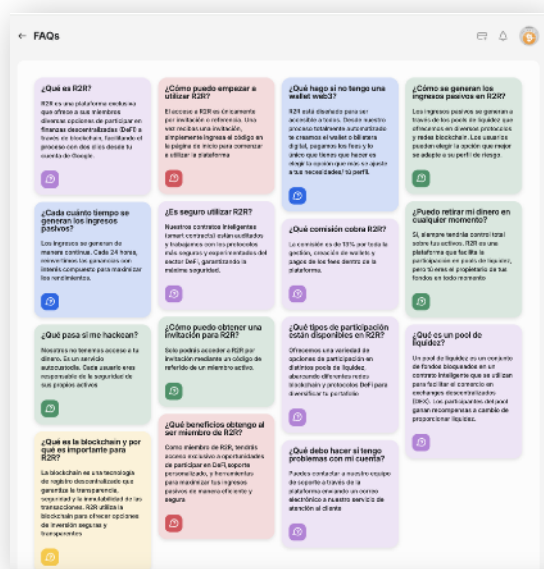 FAQs
¿Qué es R2R?
R2R es una plataforma exclusiva
que ofrece a sus miembros
diversas opciones de participar en
finanzas descentralizadas (DeFi) a
través de blockchain, facilitando el
proceso con dos clics desde tu
cuenta de Google.
¿Cada cuánto tiempo se
generan los ingresos
pasivos?
Los ingresos se generan de
manera continua. Cada 24 horas,
reinvertimos las ganancias con
interés compuesto para maximizar
los rendimientos.
¿Qué pasa si me hackean?
Nosotros no tenemos acceso a tu
dinero. Es un servicio
autocustodia. Cada usuario eres
responsable de la seguridad de
sus propios activos
¿Qué es la blockchain y por
qué es importante para
R2R?
La blockchain es una tecnología
de registro descentralizado que
garantiza la transparencia,
seguridad y la inmutabilidad de las
transacciones. R2R utiliza la
blockchain para ofrecer opciones
de inversión seguras y
transparentes
¿Cómo puedo empezar a
utilizar R2R?
El acceso a R2R es únicamente
por invitación o referencia. Una
vez recibas una invitación,
simplemente ingresa el código en
la página de inicio para comenzar
a utilizar la plataforma
¿Es seguro utilizar R2R?
Nuestros contratos inteligentes
(smart contracts) están auditados
y trabajamos con los protocolos
más seguros y experimentados del
sector DeFi, garantizando la
máxima seguridad.
¿Cómo puedo obtener una
invitación para R2R?
Solo podrás acceder a R2R por
invitación mediante un código de
referido de un miembro activo.
¿Qué beneficios obtengo al
ser miembro de R2R?
Como miembro de R2R, tendrás
acceso exclusivo a oportunidades
de participar en DeFi, soporte
personalizado, y herramientas
para maximizar tus ingresos
pasivos de manera eficiente y
segura
¿Qué hago si no tengo una
wallet web3?
R2R está diseñado para ser
accesible a todos. Desde nuestro
proceso totalmente automatizado
te creamos el wallet o billetera
digital, pagamos los fees y lo
único que tienes que hacer es
elegir la opción que más se ajuste
a tus necesidades/ tú perfil.
¿Qué comisión cobra R2R?
La comisión es de 15% por toda la
gestión, creación de wallets y
pagos de los fees dentro de la
plataforma.
¿Qué tipos de participación
están disponibles en R2R?
Ofrecemos una variedad de
opciones de participación en
distintos pools de liquidez,
abarcando diferentes redes
blockchain y protocolos DeFi para
diversificar tu portafolio
¿Qué debo hacer si tengo
problemas con mi cuenta?
Puedes contactar a nuestro equipo
de soporte a través de la
plataforma enviando un correo
electrónico a nuestro servicio de
atención al cliente
¿Cómo se generan los
ingresos pasivos en R2R?
Los ingresos pasivos se generan a
través de los pools de liquidez que
ofrecemos en diversos protocolos
y redes blockchain. Los usuarios
pueden elegir la opción que mejor
se adapte a su perfil de riesgo.
¿Puedo retirar mi dinero en
cualquier momento?
Sí, siempre tendrás control total
sobre tus activos. R2R es una
plataforma que facilita la
participación en pools de liquidez,
pero tú eres el propietario de tus
fondos en todo momento
¿Qué es un pool de
liquidez?
Un pool de liquidez es un conjunto
de fondos bloqueados en un
contrato inteligente que se utilizan
para facilitar el comercio en
exchanges descentralizados
(DEX). Los participantes del pool
ganan recompensas a cambio de
proporcionar liquidez.